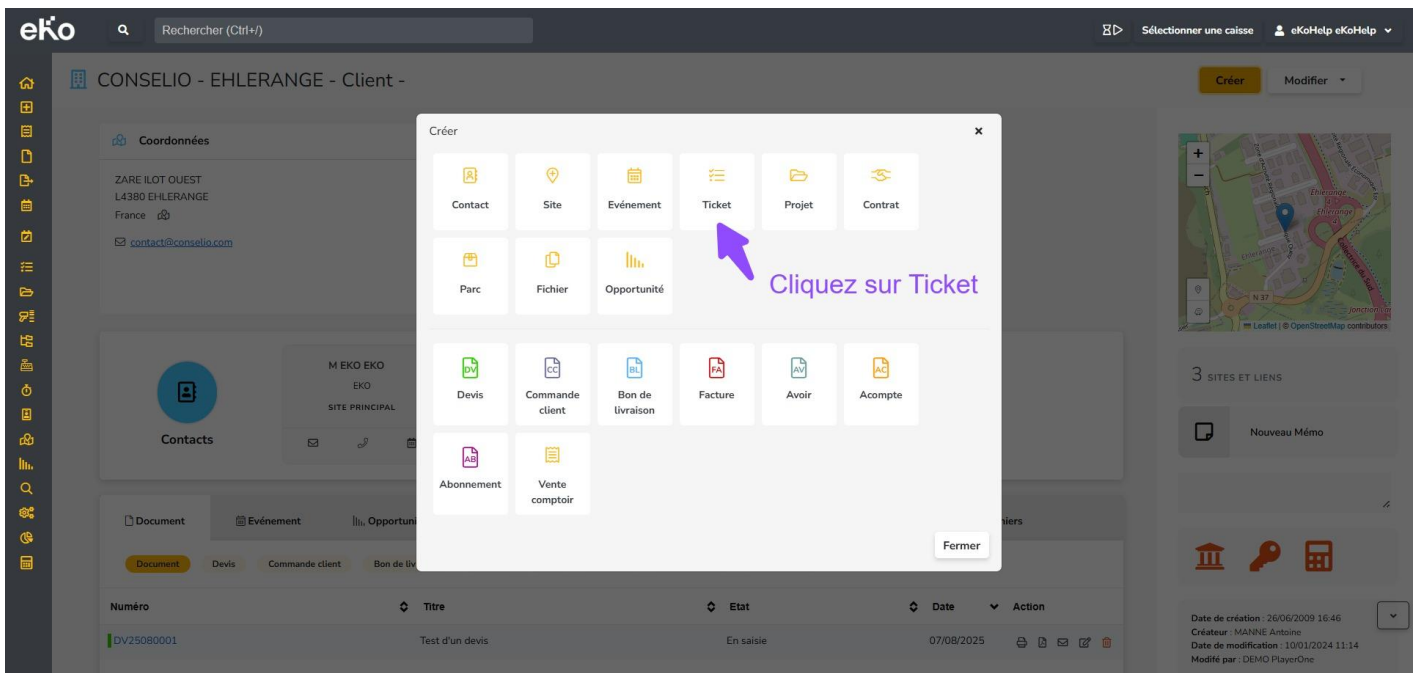 eko
Rechercher (Ctrl+/)
Sélectionner une caisse
eKoHelp eKoHelp
CONSELIO - EHLERANGE - Client -
Créer
Modifier
Coordonnées
ZARE ILOT OUEST
L4380 EHLERANGE
France
contact@conselio.com
Créer
×
Contact
Site
Evénement
Ticket
Projet
Contrat
Parc
Fichier
Opportunité
Cliquez sur Ticket
DV
CC
BL
FA
AV
AC
Devis
Commande
client
Bon de
livraison
Facture
Avoir
Acompte
AB
Abonnement
Vente
comptoir
Fermer
+
−
Ehlerange
Ehlerange
N 37
Leaflet | © OpenStreetMap contributors
M EKO EKO
EKO
SITE PRINCIPAL
Contacts
3 SITES ET LIENS
Nouveau Mémo
Document
Evénement
Opportuni
hiers
Document
Devis
Commande client
Bon de liv
Numéro
Titre
Etat
Date
Action
DV25080001
Test d'un devis
En saisie
07/08/2025
Date de création : 26/06/2009 16:46
Créateur : MANNE Antoine
Date de modification : 10/01/2024 11:14
Modifé par : DEMO PlayerOne